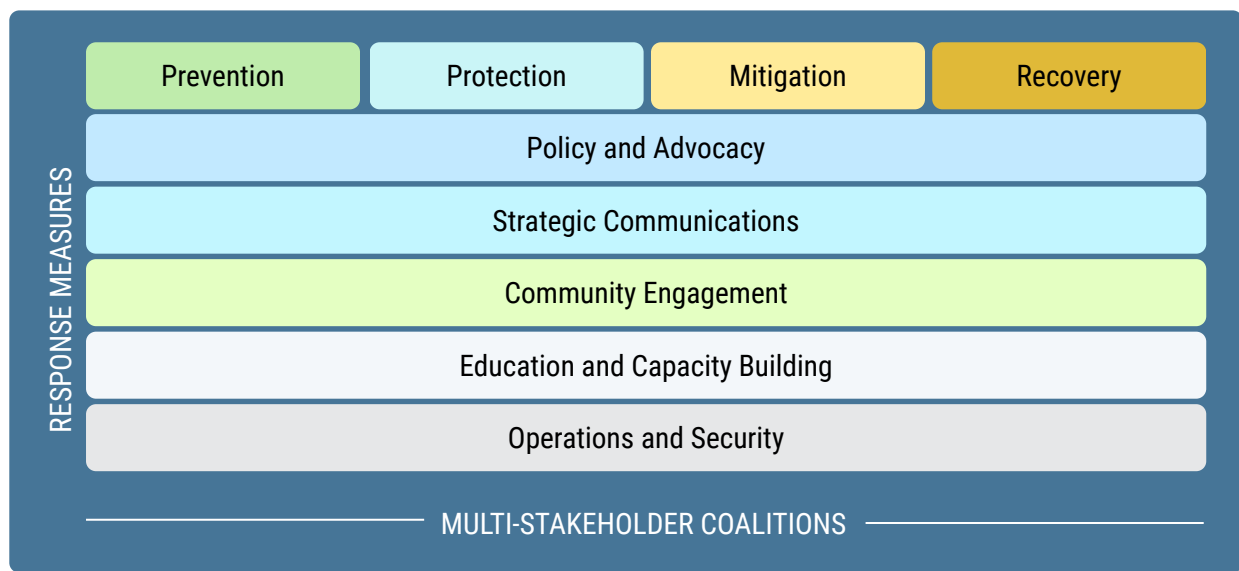 Prevention
Protection
Mitigation
Recovery
Policy and Advocacy
Strategic Communications
Community Engagement
Education and Capacity Building
Operations and Security
RESPONSE MEASURES
MULTI-STAKEHOLDER COALITIONS